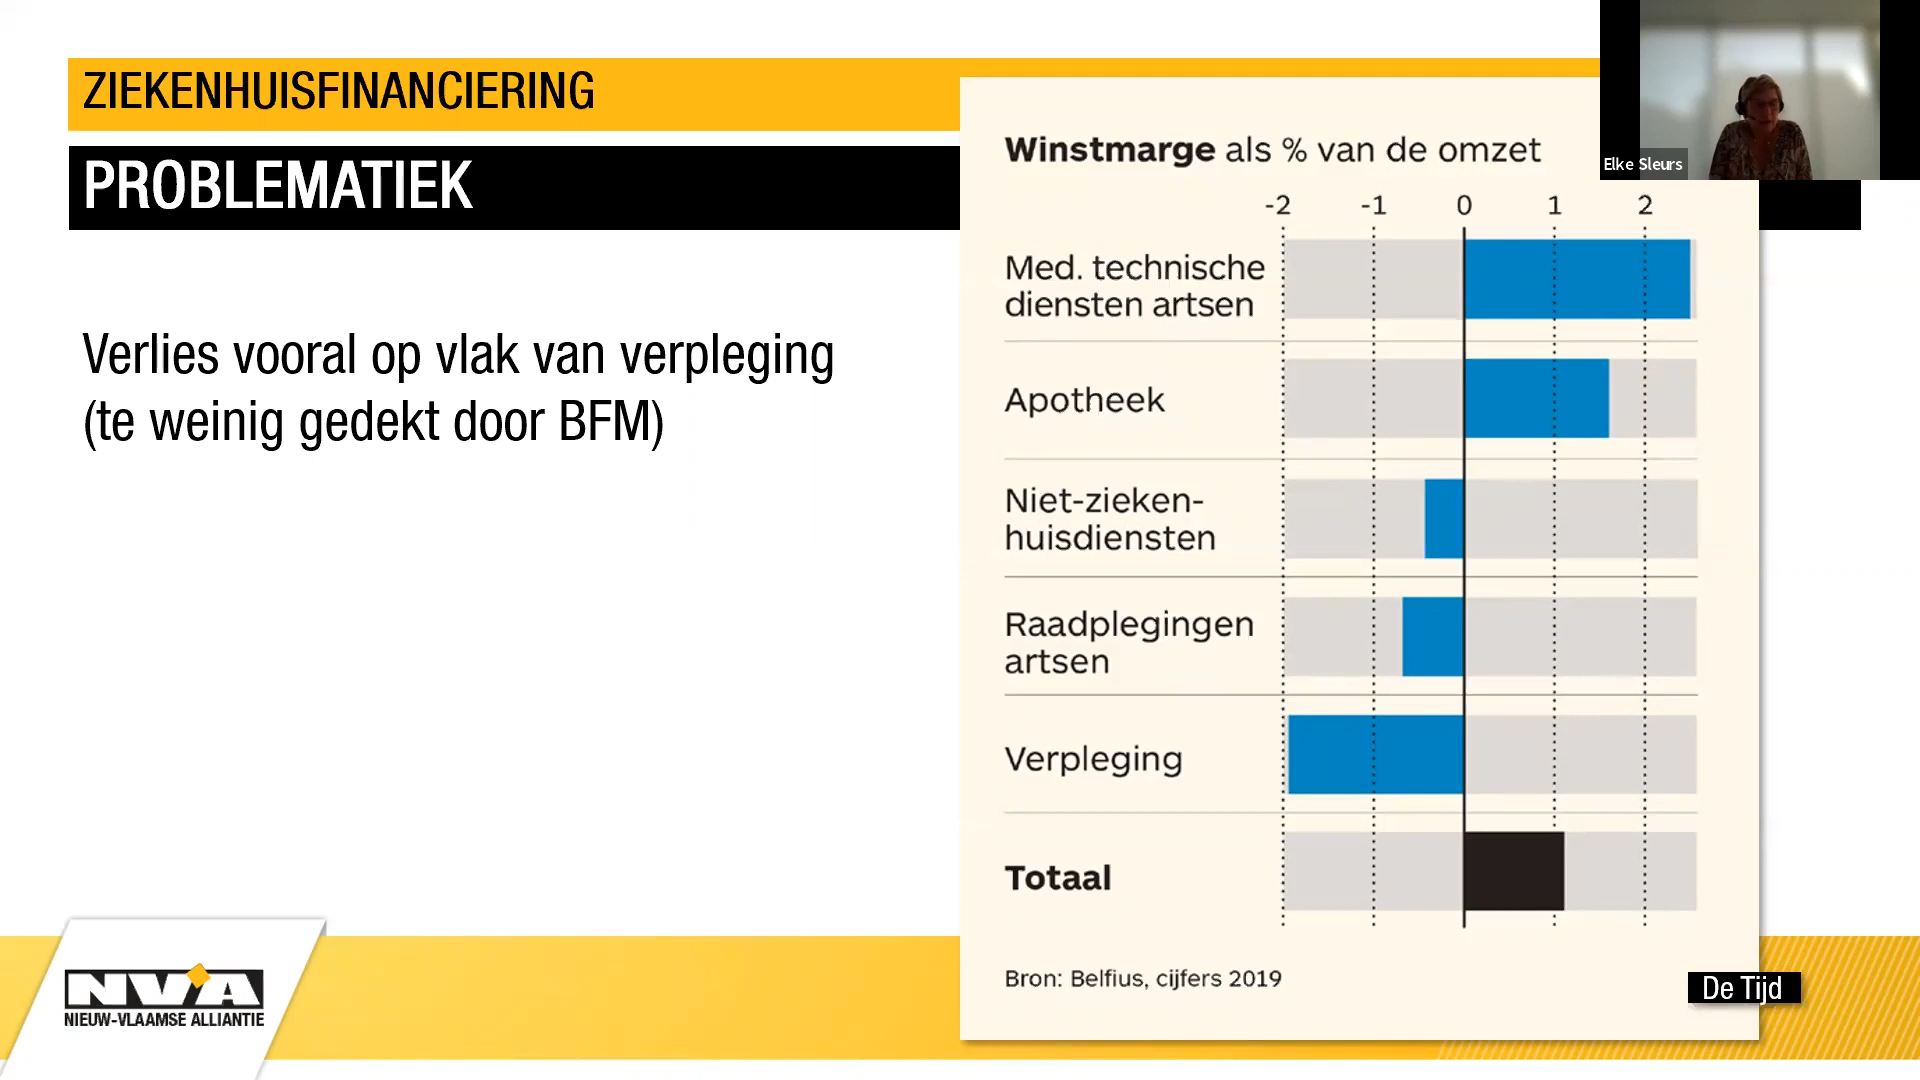 ZIEKENHUISFINANCIERING
PROBLEMATIEK
Verlies vooral op vlak van verpleging
(te weinig gedekt door BFM)
Winstmarge als % van de omzet
-2 -1 0 1 2
Med. technische
diensten artsen
Apotheek
Niet-zieken-
huisdiensten
Raadplegingen
artsen
Verpleging
Totaal
Bron: Belfius, cijfers 2019
De Tijd
Elke Sleurs
N-VA
NIEUW-VLAAMSE ALLIANTIE